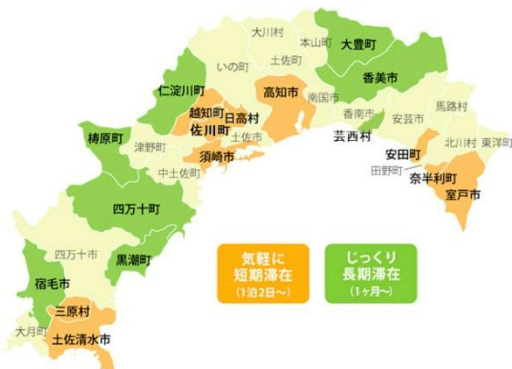 大川村
本山町
大豊町
いの町
土佐町
香美市
仁淀川町
高知市
南国市
越知町
日高村
香南市
安芸市
馬路村
佐川町
土佐市
芸西村
北川村
東洋町
梼原町
津野町
須崎市
安田町
田野町
奈半利町
中土佐町
室戸市
四万十町
四万十市
黒潮町
気軽に
短期滞在
(1泊2日~)
じっくり
長期滞在
(1ヶ月~)
宿毛市
三原村
大月町
土佐清水市